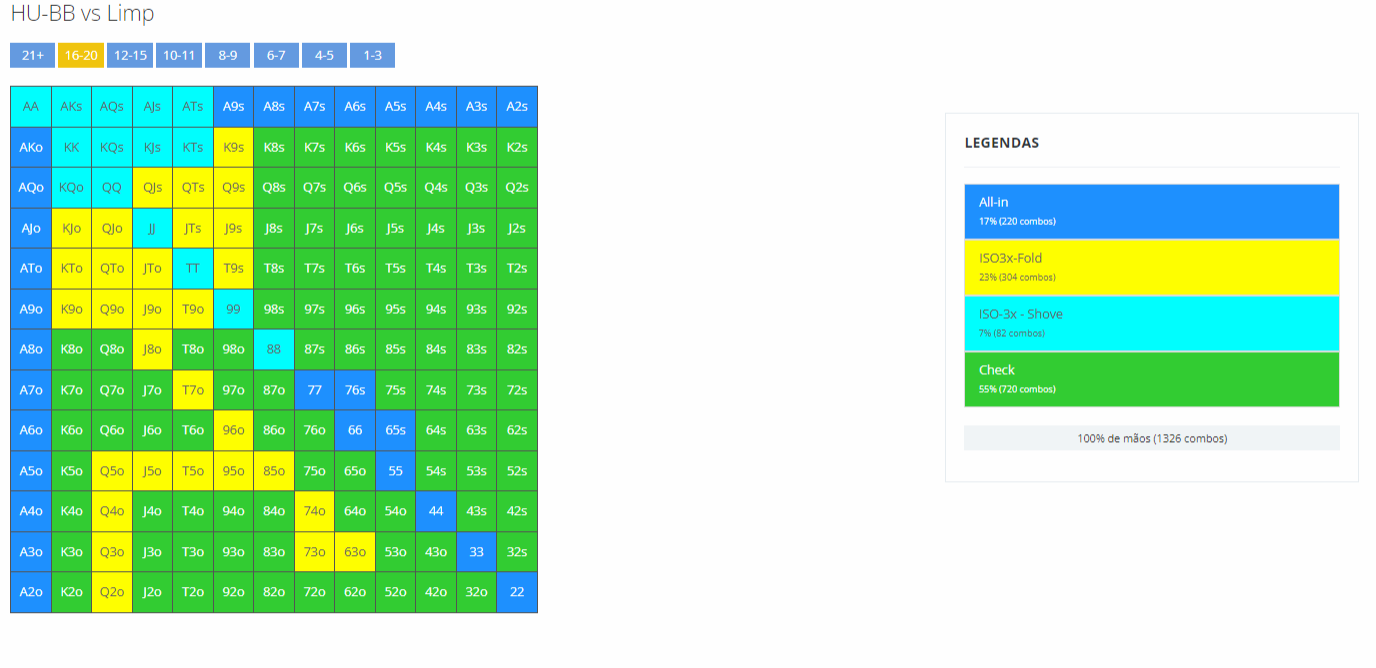 HU-BB vs Limp
21+ 16-20 12-15 10-11 8-9 6-7 4-5 1-3
AA AKs AQs AJs ATs A9s A8s A7s A6s A5s A4s A3s A2s
AKo KK KQs KJs KTs K9s K8s K7s K6s K5s K4s K3s K2s
AQo KQo QQ QJs QTs Q9s Q8s Q7s Q6s Q5s Q4s Q3s Q2s
AJo KJo QJo JJ JTs J9s J8s J7s J6s J5s J4s J3s J2s
ATo KTo QTo JTo TT T9s T8s T7s T6s T5s T4s T3s T2s
A9o K9o Q9o J9o T9o 99 98s 97s 96s 95s 94s 93s 92s
A8o K8o Q8o J8o T8o 98o 88 87s 86s 85s 84s 83s 82s
A7o K7o Q7o J7o T7o 97o 87o 77 76s 75s 74s 73s 72s
A6o K6o Q6o J6o T6o 96o 86o 76o 66 65s 64s 63s 62s
A5o K5o Q5o J5o T5o 95o 85o 75o 65o 55 54s 53s 52s
A4o K4o Q4o J4o T4o 94o 84o 74o 64o 54o 44 43s 42s
A3o K3o Q3o J3o T3o 93o 83o 73o 63o 53o 43o 33 32s
A2o K2o Q2o J2o T2o 92o 82o 72o 62o 52o 42o 32o 22
LEGENDAS
All-in
17% (220 combos)
ISO3x-Fold
23% (304 combos)
ISO-3x - Shove
7% (82 combos)
Check
55% (720 combos)
100% de mãos (1326 combos)